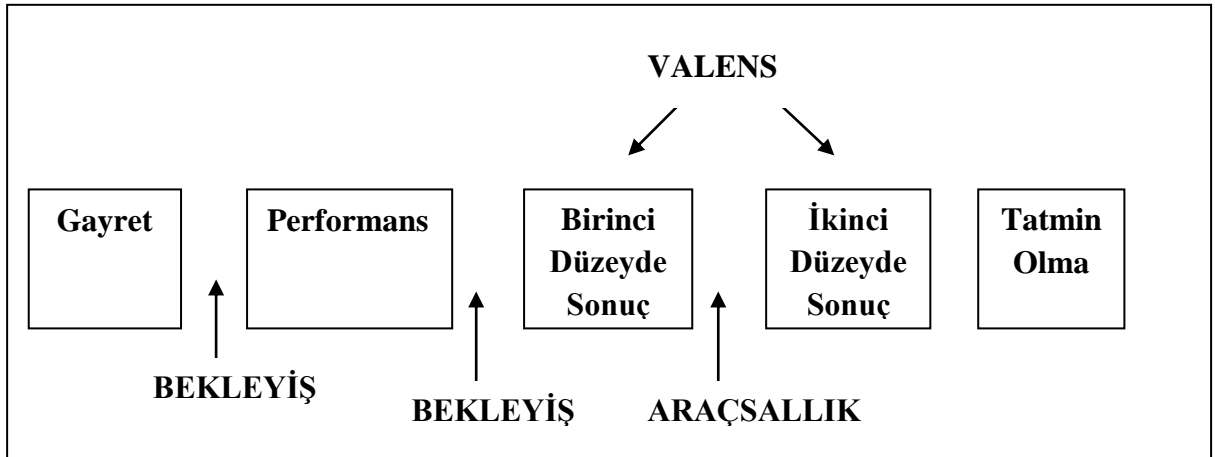 VALENS
Gayret
Performans
Birinci
Düzeyde
Sonuç
İkinci
Düzeyde
Sonuç
Tatmin
Olma
BEKLEYİŞ
BEKLEYİŞ
ARAÇSALLIK